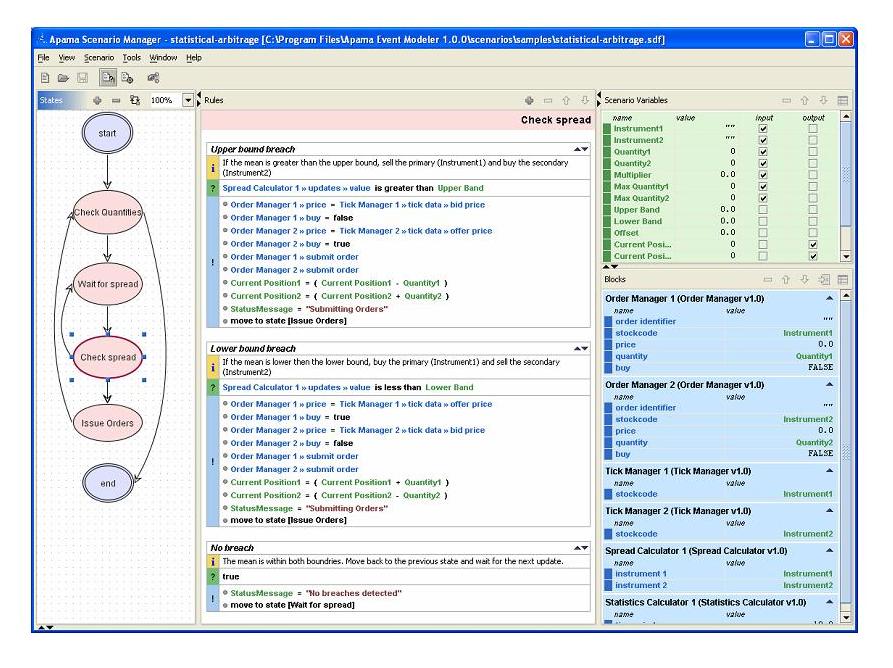 Apama Scenario Manager - statistical-arbitrage [C:\Program Files\Apama Event Modeler 1.0.0\scenarios\samples\statistical-arbitrage.sdf]
File View Scenario Tools Window Help
States 100%
start
Check Quantities
Wait for spread
Check spread
Issue Orders
end
Rules
Check spread
Upper bound breach
If the mean is greater than the upper bound, sell the primary (Instrument1) and buy the secondary
(Instrument2)
Spread Calculator 1 » updates » value is greater than Upper Band
Order Manager 1 » price = Tick Manager 1 » tick data » bid price
Order Manager 1 » buy = false
Order Manager 2 » price = Tick Manager 2 » tick data » offer price
Order Manager 2 » buy = true
Order Manager 1 » submit order
Order Manager 2 » submit order
Current Position1 = ( Current Position1 - Quantity1 )
Current Position2 = ( Current Position2 + Quantity2 )
StatusMessage = "Submitting Orders"
move to state [Issue Orders]
Lower bound breach
If the mean is lower then the lower bound, buy the primary (Instrument1) and sell the secondary
(Instrument2)
Spread Calculator 1 » updates » value is less than Lower Band
Order Manager 1 » price = Tick Manager 1 » tick data » offer price
Order Manager 1 » buy = true
Order Manager 2 » price = Tick Manager 2 » tick data » bid price
Order Manager 2 » buy = false
Order Manager 1 » submit order
Order Manager 2 » submit order
Current Position1 = ( Current Position1 + Quantity1 )
Current Position2 = ( Current Position2 - Quantity2 )
StatusMessage = "Submitting Orders"
move to state [Issue Orders]
No breach
The mean is within both boundries. Move back to the previous state and wait for the next update.
true
StatusMessage = "No breaches detected"
move to state [Wait for spread]
Scenario Variables
name value input output
Instrument1 ""
Instrument2 ""
Quantity1 0
Quantity2 0
Multiplier 0.0
Max Quantity1 0
Max Quantity2 0
Upper Band 0.0
Lower Band 0.0
Offset 0.0
Current Posi... 0
Current Posi... 0
Blocks
Order Manager 1 (Order Manager v1.0)
name value
order identifier ""
stockcode Instrument1
price 0.0
quantity Quantity1
buy FALSE
Order Manager 2 (Order Manager v1.0)
name value
order identifier ""
stockcode Instrument2
price 0.0
quantity Quantity2
buy FALSE
Tick Manager 1 (Tick Manager v1.0)
name value
stockcode Instrument1
Tick Manager 2 (Tick Manager v1.0)
name value
stockcode Instrument2
Spread Calculator 1 (Spread Calculator v1.0)
name value
instrument 1 Instrument1
instrument 2 Instrument2
Statistics Calculator 1 (Statistics Calculator v1.0)
name value